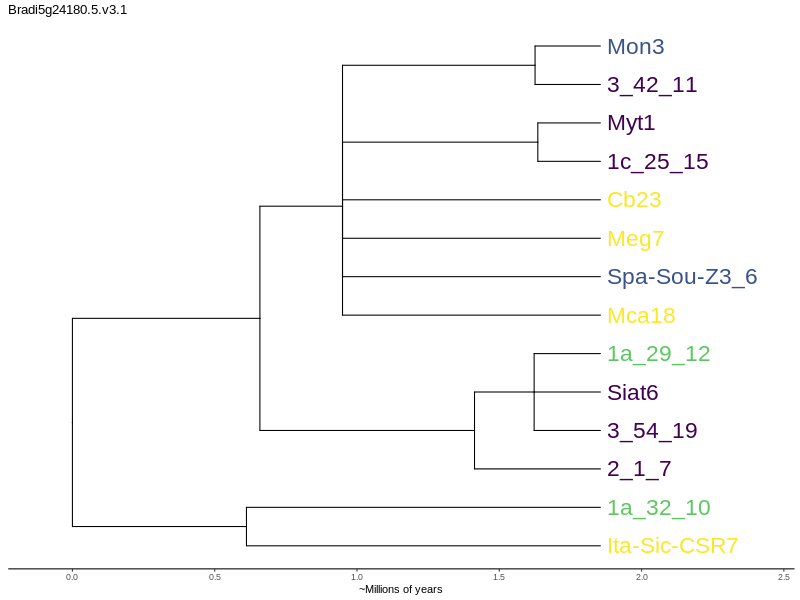 Bradi5g24180.5.v3.1
Mon3
3_42_11
Myt1
1c_25_15
Cb23
Meg7
Spa-Sou-Z3_6
Mca18
1a_29_12
Siat6
3_54_19
2_1_7
1a_32_10
Ita-Sic-CSR7
0.0 0.5 1.0 1.5 2.0 2.5
~Millions of years